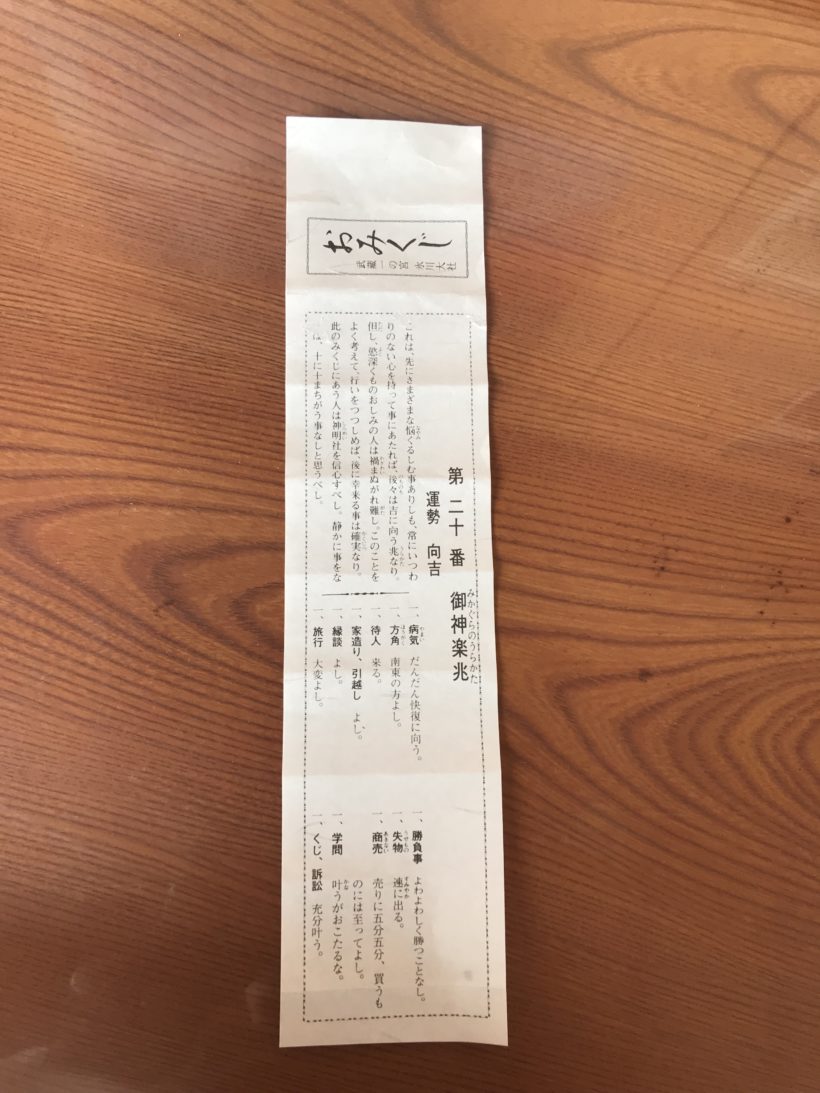 おみくじ
武蔵一の宮 氷川大社
第二十番 御神楽兆
みかぐらのうらかた
運勢 向吉
これは、先にさまざまな悩くるしむ事ありしも、常にいつわ
りのない心を持って事にあたれば、後々は吉に向う兆なり。
但し、慾深くものおしみの人は禍まぬがれ難し。このことを
よく考えて、行いをつつしめば、後に幸来る事は確実なり。
此のみくじにあう人は神明社を信心すべし。静かに事をな
ば、十に十まちがう事なしと思うべし。
一、病気 だんだん快復に向う。
一、方角 南東の方よし。
一、待人 来る。
一、家造り、引越し よし。
一、縁談 よし。
一、旅行 大変よし。
一、勝負事 よわよわしく勝つことなし。
一、失物 速に出る。
一、商売 売りに五分五分、買うも
のには至ってよし。
一、学問 叶うがおこたるな。
一、くじ、訴訟 充分叶う。